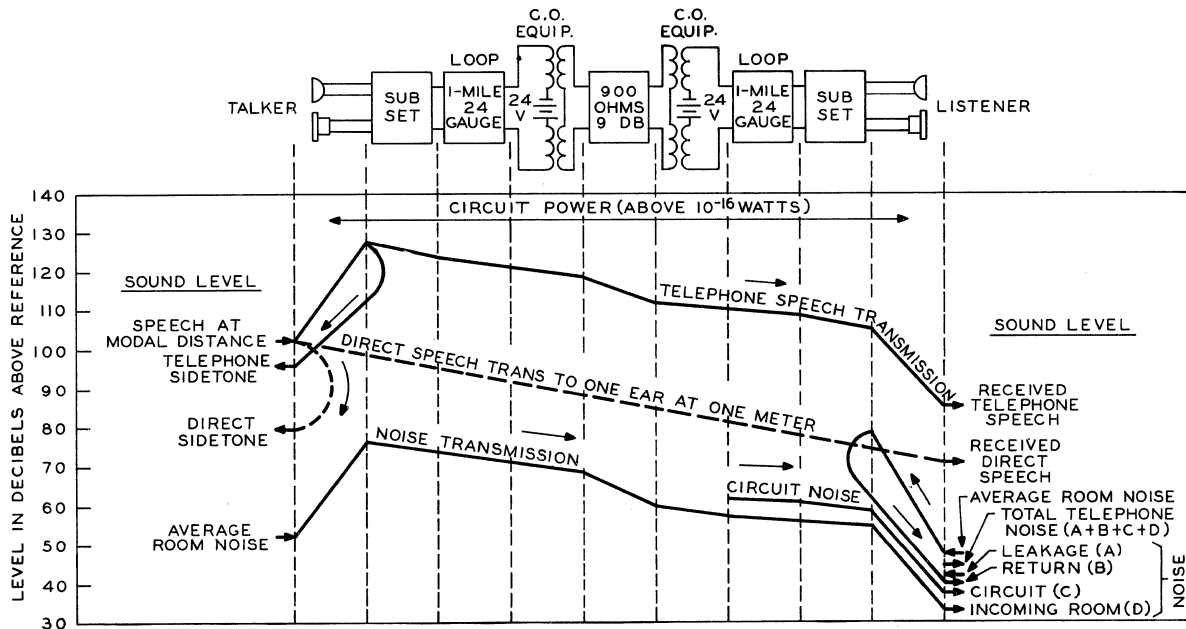 C.O.
EQUIP.
C.O.
EQUIP.
LOOP
LOOP
TALKER
SUB
SET
1-MILE
24
GAUGE
24
V
900
OHMS
9 DB
24
V
1-MILE
24
GAUGE
SUB
SET
LISTENER
LEVEL IN DECIBELS ABOVE REFERENCE
140
130
120
110
100
90
80
70
60
50
40
30
CIRCUIT POWER (ABOVE 10⁻¹⁶ WATTS)
SOUND LEVEL
SPEECH AT
MODAL DISTANCE
TELEPHONE
SIDETONE
DIRECT
SIDETONE
AVERAGE
ROOM NOISE
TELEPHONE SPEECH TRANSMISSION
DIRECT SPEECH TRANS TO ONE EAR AT ONE METER
NOISE TRANSMISSION
CIRCUIT NOISE
SOUND LEVEL
RECEIVED
TELEPHONE
SPEECH
RECEIVED
DIRECT
SPEECH
AVERAGE ROOM NOISE
TOTAL TELEPHONE
NOISE (A+B+C+D)
LEAKAGE (A)
RETURN (B)
CIRCUIT (C)
INCOMING ROOM (D)
NOISE